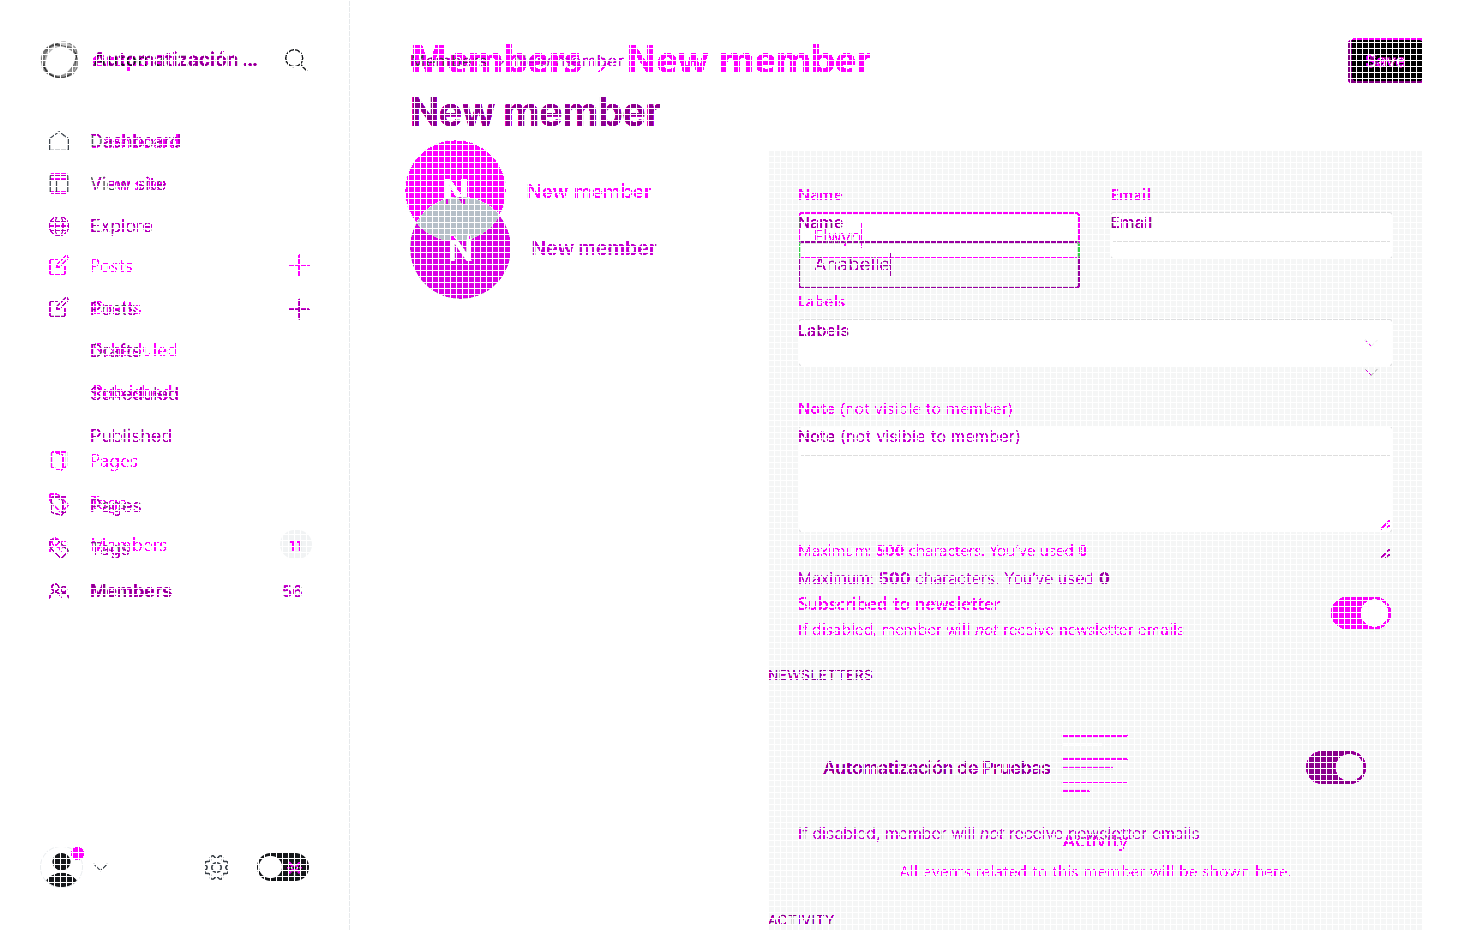 Automatización ...
Members New member
Save
New member
Dashboard
View site
Explore
Posts
Posts
Scheduled
Published
Pages
Pages
Members 11
Members 56
N New member
N New member
Name Email
Name Email
Elwyn
Anabelle
Labels
Labels
Note (not visible to member)
Note (not visible to member)
Maximum: 500 characters. You've used 0
Maximum: 500 characters. You've used 0
Subscribed to newsletter
If disabled, member will not receive newsletter emails
NEWSLETTERS
Automatización de Pruebas
If disabled, member will not receive newsletter emails
Activity
All events related to this member will be shown here.
ACTIVITY